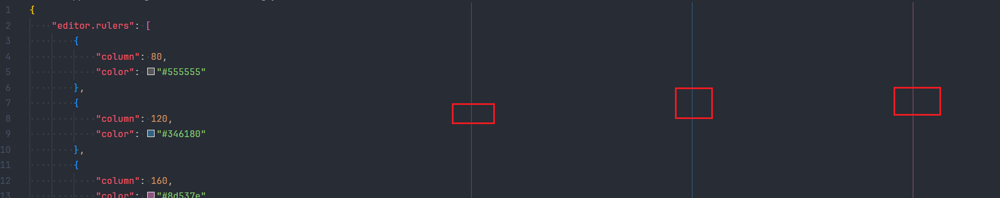 1 {
2 "editor.rulers": [
3 {
4 "column": 80,
5 "color": "#555555"
6 },
7 {
8 "column": 120,
9 "color": "#346180"
10 },
11 {
12 "column": 160,
13 "color": "#8d537e"